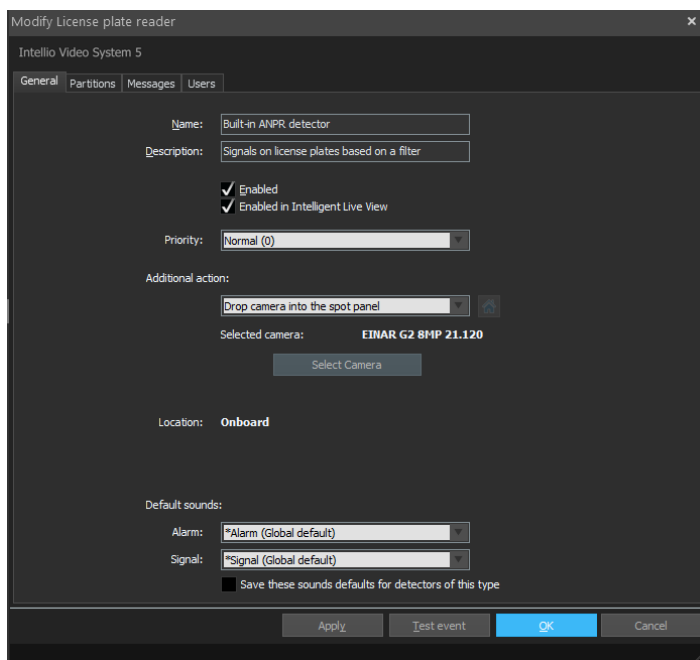 Modify License plate reader
Intellio Video System 5
General Partitions Messages Users
Name: Built-in ANPR detector
Description: Signals on license plates based on a filter
Enabled
Enabled in Intelligent Live View
Priority: Normal (0)
Additional action:
Drop camera into the spot panel
Selected camera: EINAR G2 8MP 21.120
Select Camera
Location: Onboard
Default sounds:
Alarm: *Alarm (Global default)
Signal: *Signal (Global default)
Save these sounds defaults for detectors of this type
Apply Test event OK Cancel